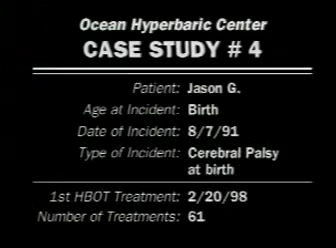 Ocean Hyperbaric Center
CASE STUDY # 4
Patient: Jason G.
Age at Incident: Birth
Date of Incident: 8/7/91
Type of Incident: Cerebral Palsy
at birth
1st HBOT Treatment: 2/20/98
Number of Treatments: 61